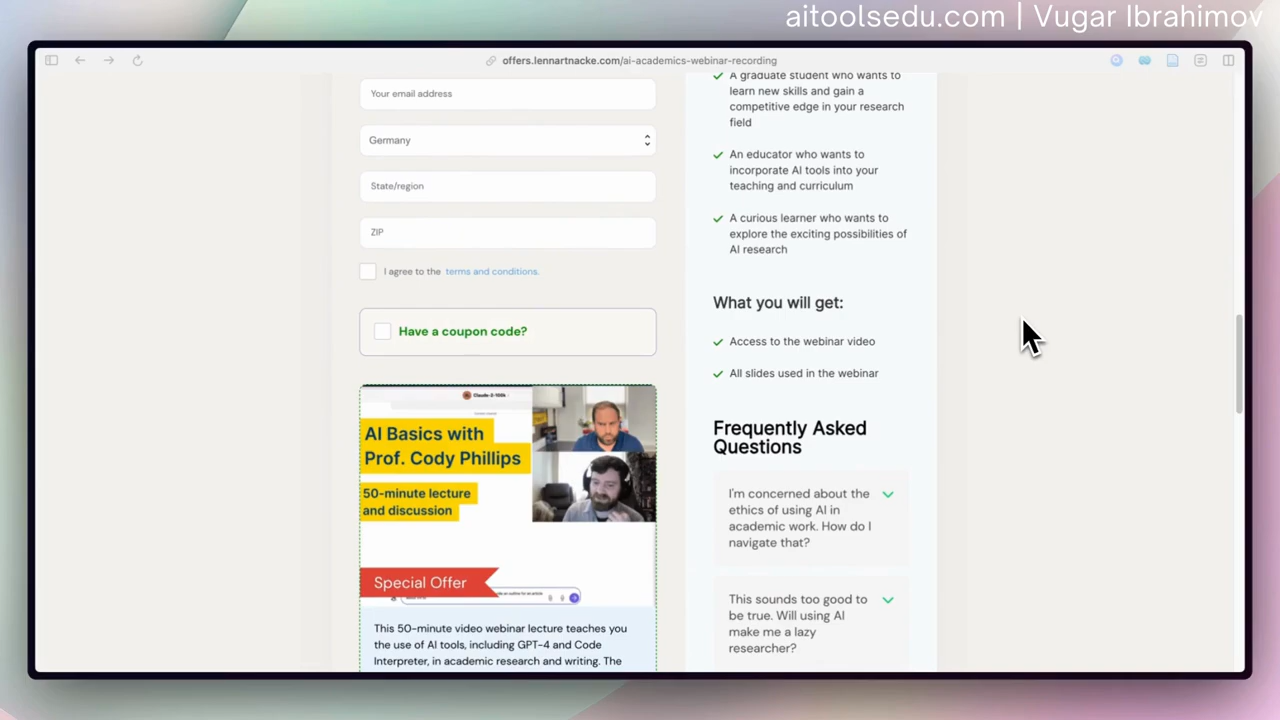 aitoolsedu.com | Vugar Ibrahimov
offers.lennartnacke.com/ai-academics-webinar-recording
Your email address
Germany
State/region
ZIP
I agree to the terms and conditions.
Have a coupon code?
Claude-2-100k
AI Basics with
Prof. Cody Phillips
50-minute lecture
and discussion
Special Offer
This 50-minute video webinar lecture teaches you
the use of AI tools, including GPT-4 and Code
Interpreter, in academic research and writing. The
A graduate student who wants to
learn new skills and gain a
competitive edge in your research
field
An educator who wants to
incorporate AI tools into your
teaching and curriculum
A curious learner who wants to
explore the exciting possibilities of
AI research
What you will get:
Access to the webinar video
All slides used in the webinar
Frequently Asked
Questions
I'm concerned about the
ethics of using AI in
academic work. How do I
navigate that?
This sounds too good to
be true. Will using AI
make me a lazy
researcher?